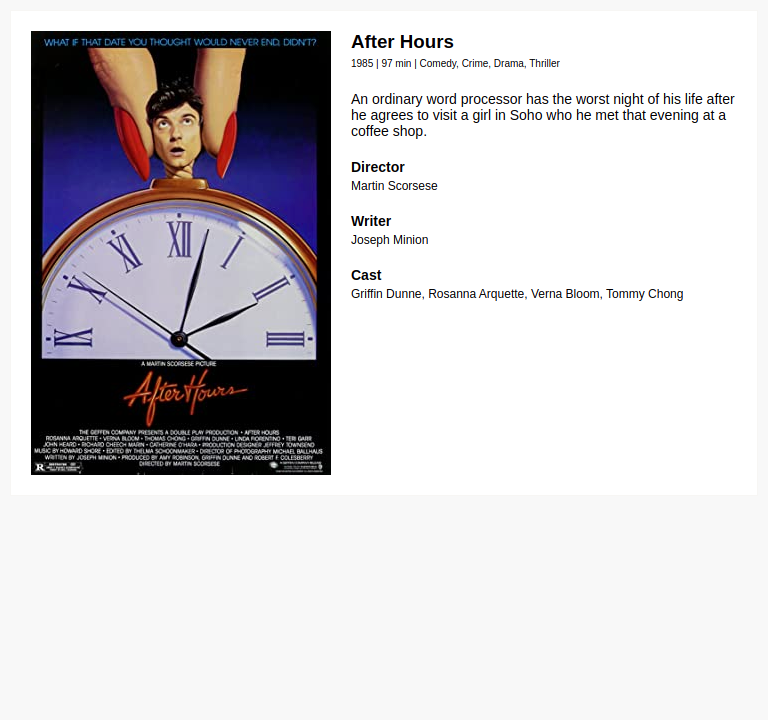 WHAT IF THAT DATE YOU THOUGHT WOULD NEVER END, DIDN'T?
XII
XI
I
X
II
IX
III
A MARTIN SCORSESE PICTURE
After Hours
THE GEFFEN COMPANY PRESENTS A DOUBLE PLAY PRODUCTION • AFTER HOURS
ROSANNA ARQUETTE • VERNA BLOOM • THOMAS CHONG • GRIFFIN DUNNE • LINDA FIORENTINO • TERI GARR
JOHN HEARD • RICHARD CHEECH MARIN • CATHERINE O'HARA • PRODUCTION DESIGNER JEFFREY TOWNSEND
MUSIC BY HOWARD SHORE • EDITED BY THELMA SCHOONMAKER • DIRECTOR OF PHOTOGRAPHY MICHAEL BALLHAUS
WRITTEN BY JOSEPH MINION • PRODUCED BY AMY ROBINSON, GRIFFIN DUNNE AND ROBERT F. COLESBERRY
DIRECTED BY MARTIN SCORSESE
R RESTRICTED
After Hours
1985 | 97 min | Comedy, Crime, Drama, Thriller
An ordinary word processor has the worst night of his life after
he agrees to visit a girl in Soho who he met that evening at a
coffee shop.
Director
Martin Scorsese
Writer
Joseph Minion
Cast
Griffin Dunne, Rosanna Arquette, Verna Bloom, Tommy Chong